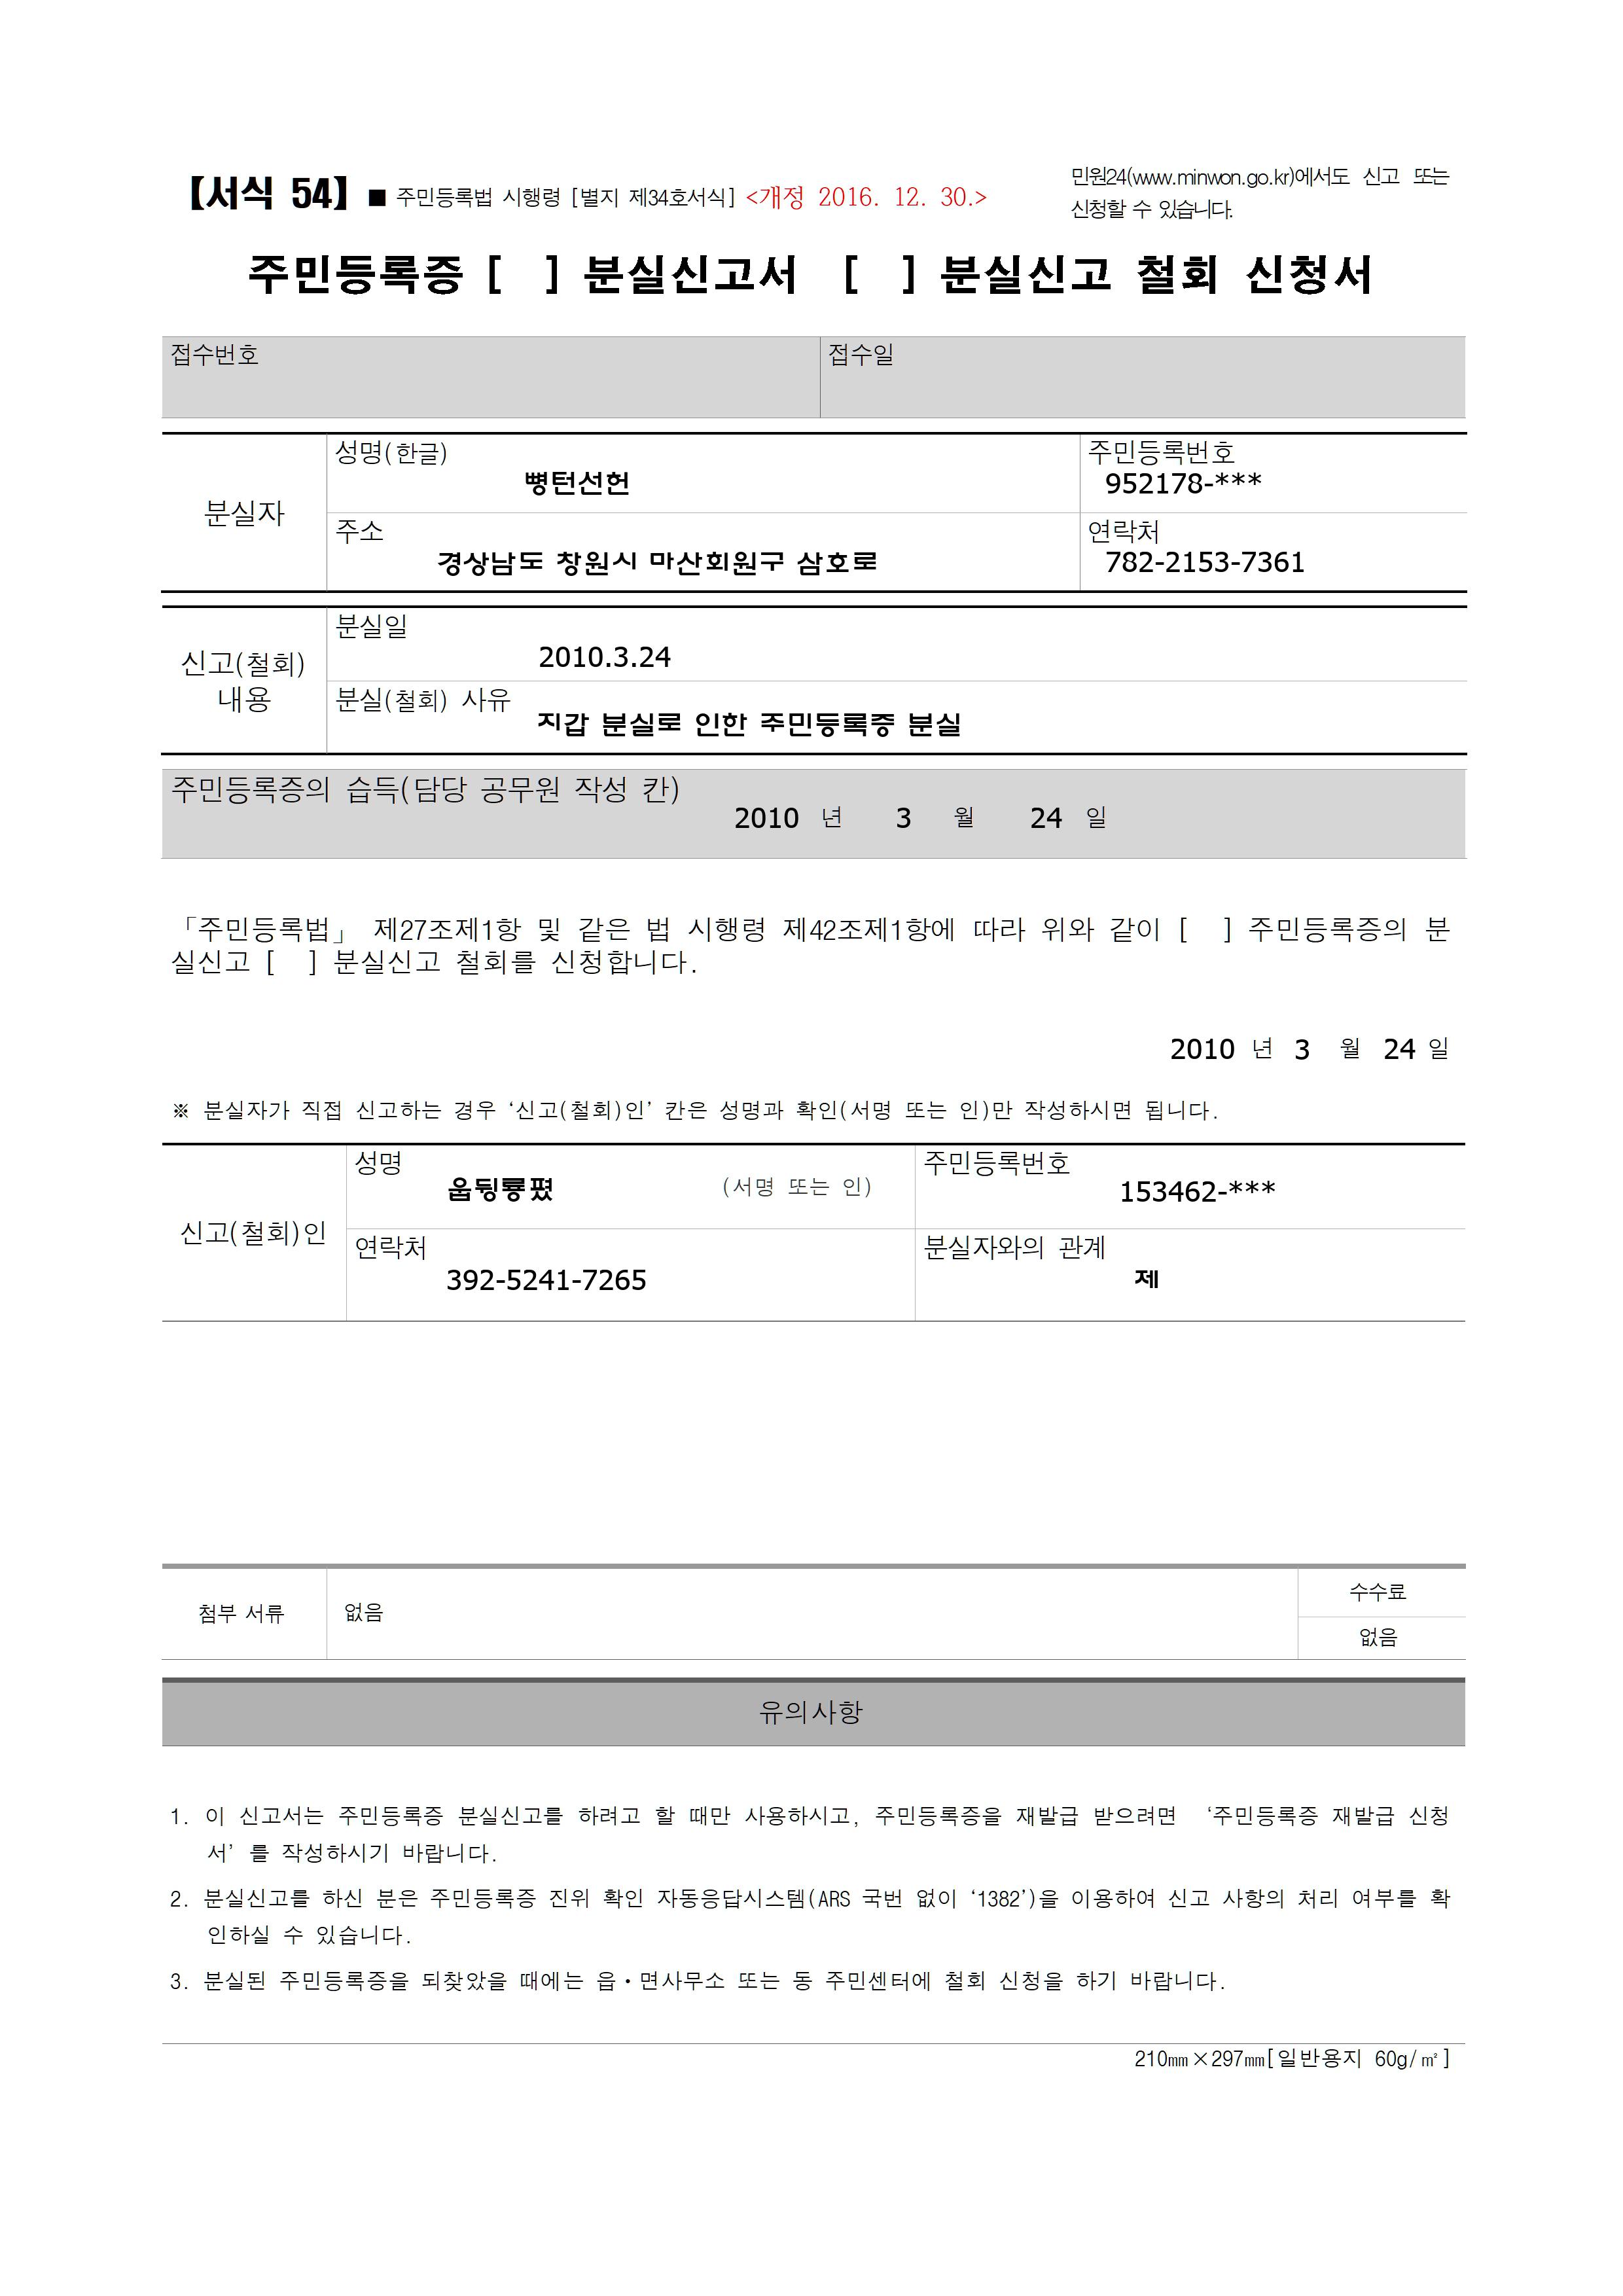 【서식 54】 ■ 주민등록법 시행령 [별지 제34호서식] <개정 2016. 12. 30.>
민원24(www.minwon.go.kr)에서도 신고 또는
신청할 수 있습니다.
주민등록증 [ ] 분실신고서 [ ] 분실신고 철회 신청서
접수번호 접수일
분실자
성명(한글)
뼝턴선헌
주민등록번호
952178-***
주소
경상남도 창원시 마산회원구 삼호로
연락처
782-2153-7361
신고(철회)
내용
분실일
2010.3.24
분실(철회) 사유
지갑 분실로 인한 주민등록증 분실
주민등록증의 습득(담당 공무원 작성 칸)
2010 년 3 월 24 일
「주민등록법」 제27조제1항 및 같은 법 시행령 제42조제1항에 따라 위와 같이 [ ] 주민등록증의 분
실신고 [ ] 분실신고 철회를 신청합니다.
2010 년 3 월 24 일
※ 분실자가 직접 신고하는 경우 ‘신고(철회)인’ 칸은 성명과 확인(서명 또는 인)만 작성하시면 됩니다.
신고(철회)인
성명
(서명 또는 인)
주민등록번호
153462-***
연락처
392-5241-7265
분실자와의 관계
제
첨부 서류
없음
수수료
없음
유의사항
1. 이 신고서는 주민등록증 분실신고를 하려고 할 때만 사용하시고, 주민등록증을 재발급 받으려면 ‘주민등록증 재발급 신청
서’를 작성하시기 바랍니다.
2. 분실신고를 하신 분은 주민등록증 진위 확인 자동응답시스템(ARS 국번 없이 ‘1382’)을 이용하여 신고 사항의 처리 여부를 확
인하실 수 있습니다.
3. 분실된 주민등록증을 되찾았을 때에는 읍·면사무소 또는 동 주민센터에 철회 신청을 하기 바랍니다.
210㎜×297㎜[일반용지 60g/㎡]